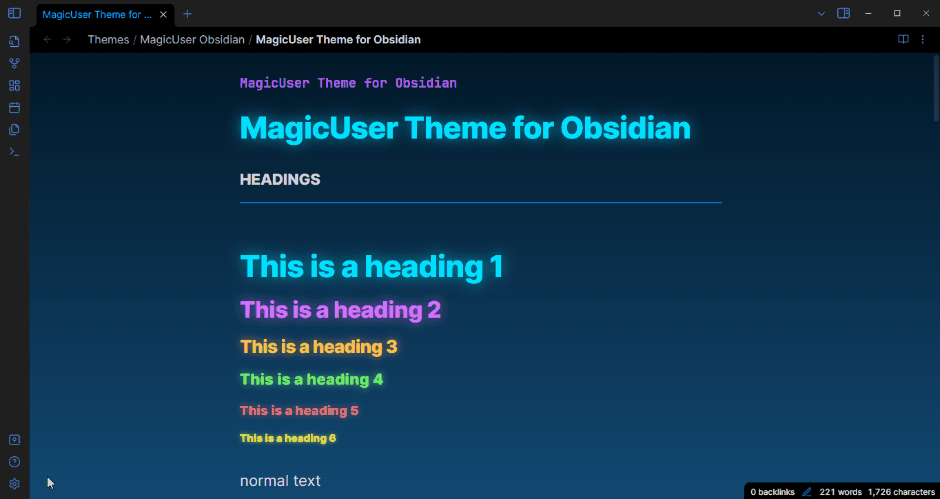 MagicUser Theme for ...
Themes / MagicUser Obsidian / MagicUser Theme for Obsidian
MagicUser Theme for Obsidian
MagicUser Theme for Obsidian
HEADINGS
This is a heading 1
This is a heading 2
This is a heading 3
This is a heading 4
This is a heading 5
This is a heading 6
normal text
0 backlinks 221 words 1,726 characters